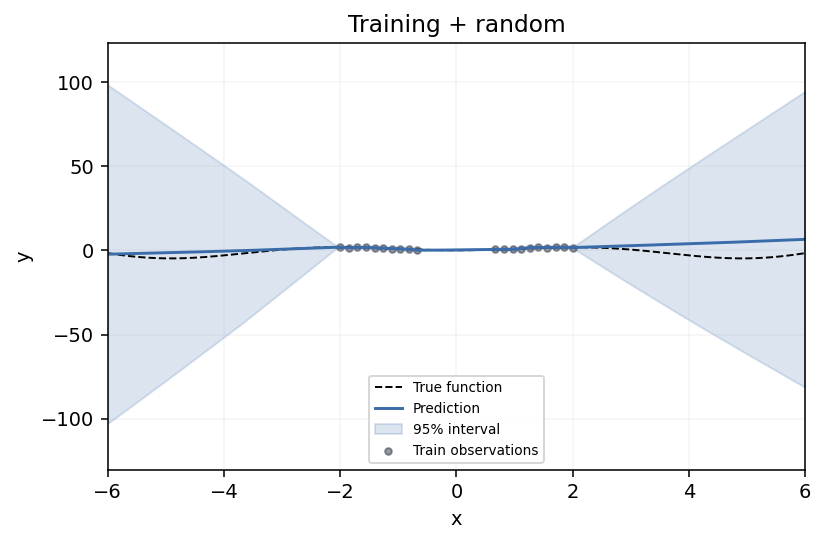 Training + random
100
50
0
−50
−100
y
True function
Prediction
95% interval
Train observations
−6
−4
−2
0
2
4
6
x